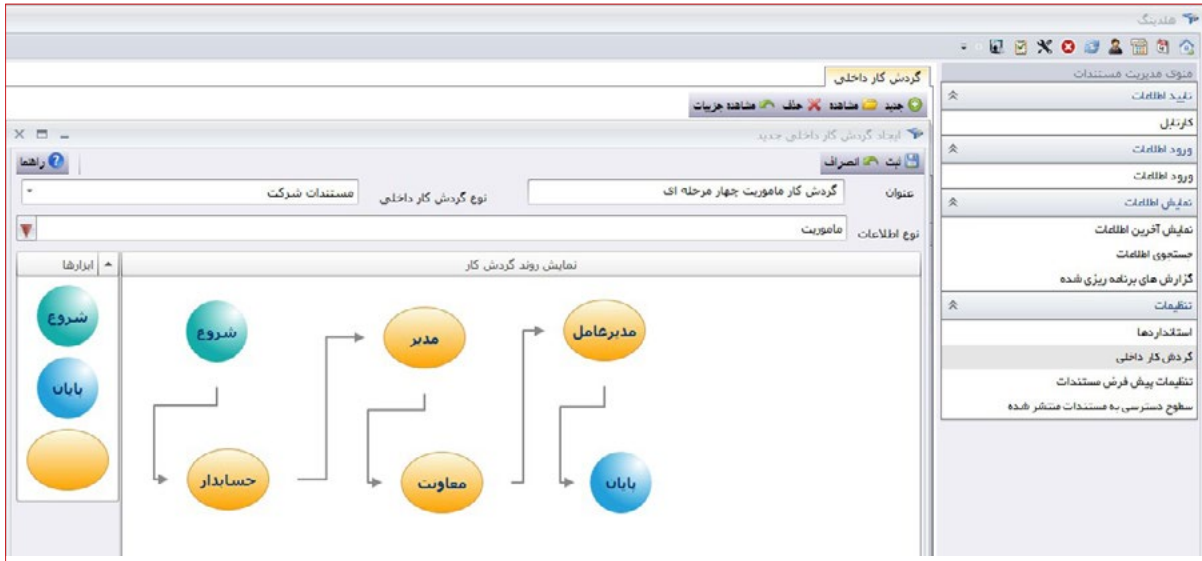 هلدینگ
منوی مدیریت مستندات
تایید اطلاعات
کارتابل
ورود اطلاعات
ورود اطلاعات
نمایش اطلاعات
نمایش آخرین اطلاعات
جستجوی اطلاعات
گزارش های برنامه ریزی شده
تنظیمات
استانداردها
گردش کار داخلی
تنظیمات پیش فرض مستندات
سطوح دسترسی به مستندات منتشر شده
گردش کار داخلی
جدید مشاهده حذف مشاهده جزییات
ایجاد گردش کار داخلی جدید
ثبت انصراف راهنما
عنوان گردش کار ماموریت چهار مرحله ای نوع گردش کار داخلی مستندات شرکت
نوع اطلاعات ماموریت
نمایش روند گردش کار
مدیرعامل
مدیر
شروع
پایان
معاونت
حسابدار
ابزارها
شروع
پایان